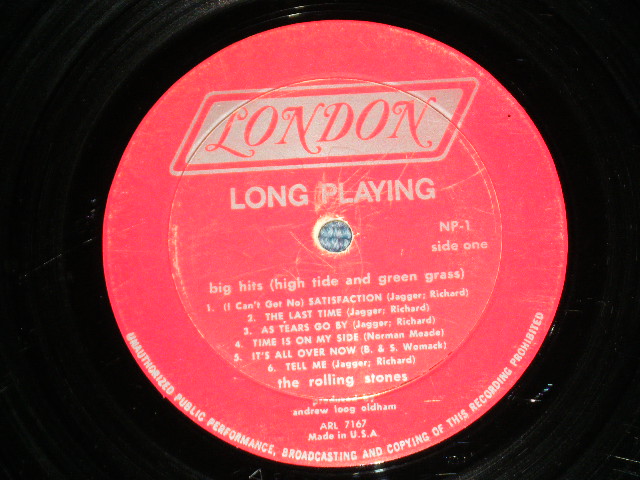 LONDON
LONG PLAYING
NP-1
side one
big hits (high tide and green grass)
1. (I Can't Get No) SATISFACTION (Jagger; Richard)
2. THE LAST TIME (Jagger; Richard)
3. AS TEARS GO BY (Jagger; Richard)
4. TIME IS ON MY SIDE (Norman Meade)
5. IT'S ALL OVER NOW (B. & S. Womack)
6. TELL ME (Jagger; Richard)
the rolling stones
produced by
andrew loog oldham
ARL 7167
Made in U.S.A.
UNAUTHORIZED PUBLIC PERFORMANCE, BROADCASTING AND COPYING OF THIS RECORDING PROHIBITED